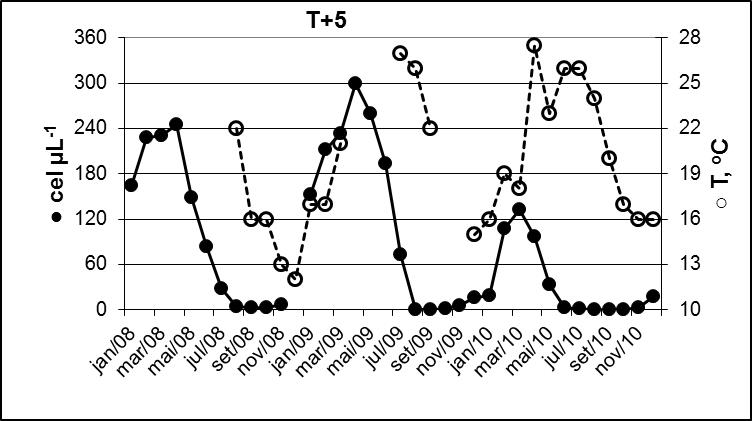 T+5
● cel µL-1
360
300
240
180
120
60
0
28
25
22
19
16
13
10
○ T, ºC
jan/08
mar/08
mai/08
jul/08
set/08
nov/08
jan/09
mar/09
mai/09
jul/09
set/09
nov/09
jan/10
mar/10
mai/10
jul/10
set/10
nov/10